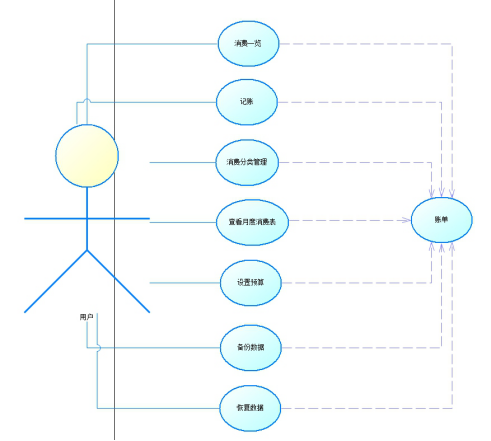 消费一览
记账
消费分类管理
查看月度消费表
账单
设置预算
用户
备份数据
恢复数据